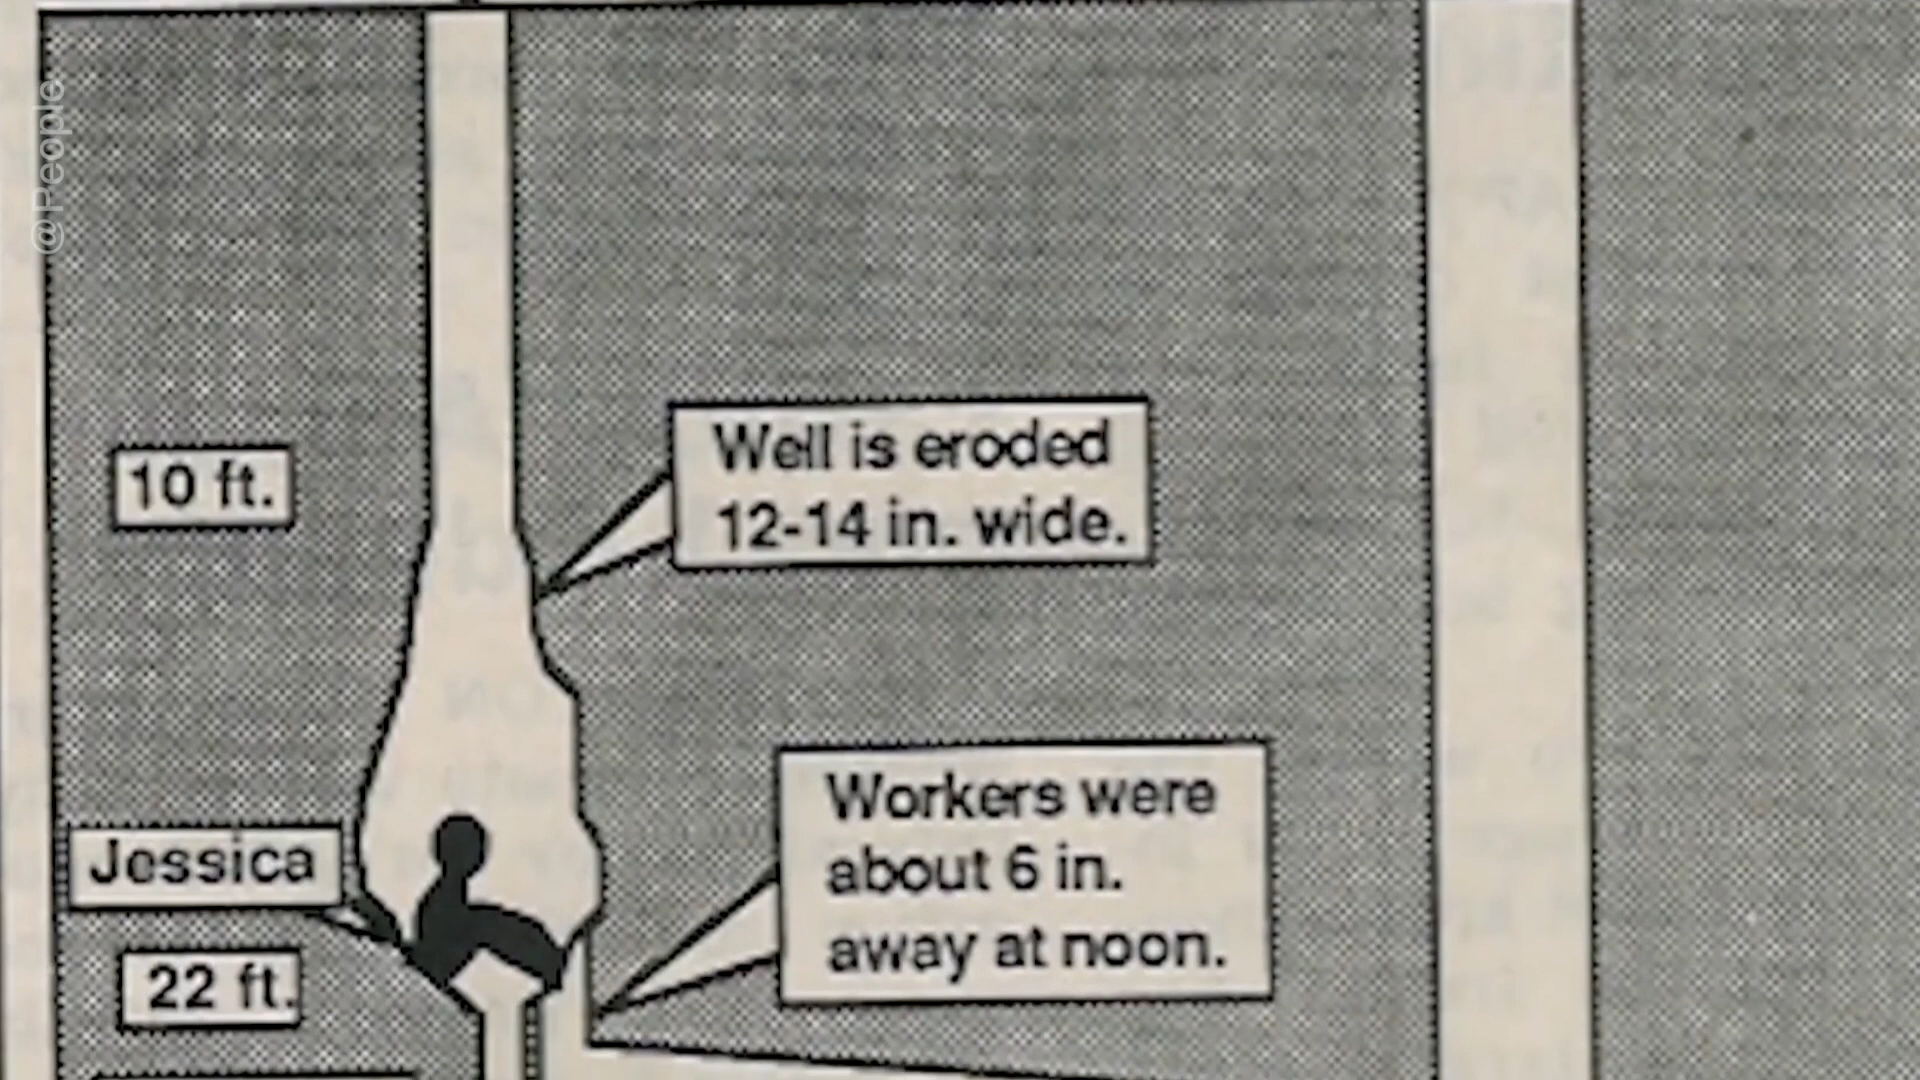 @People
10 ft.
Well is eroded
12-14 in. wide.
Jessica
22 ft.
Workers were
about 6 in.
away at noon.